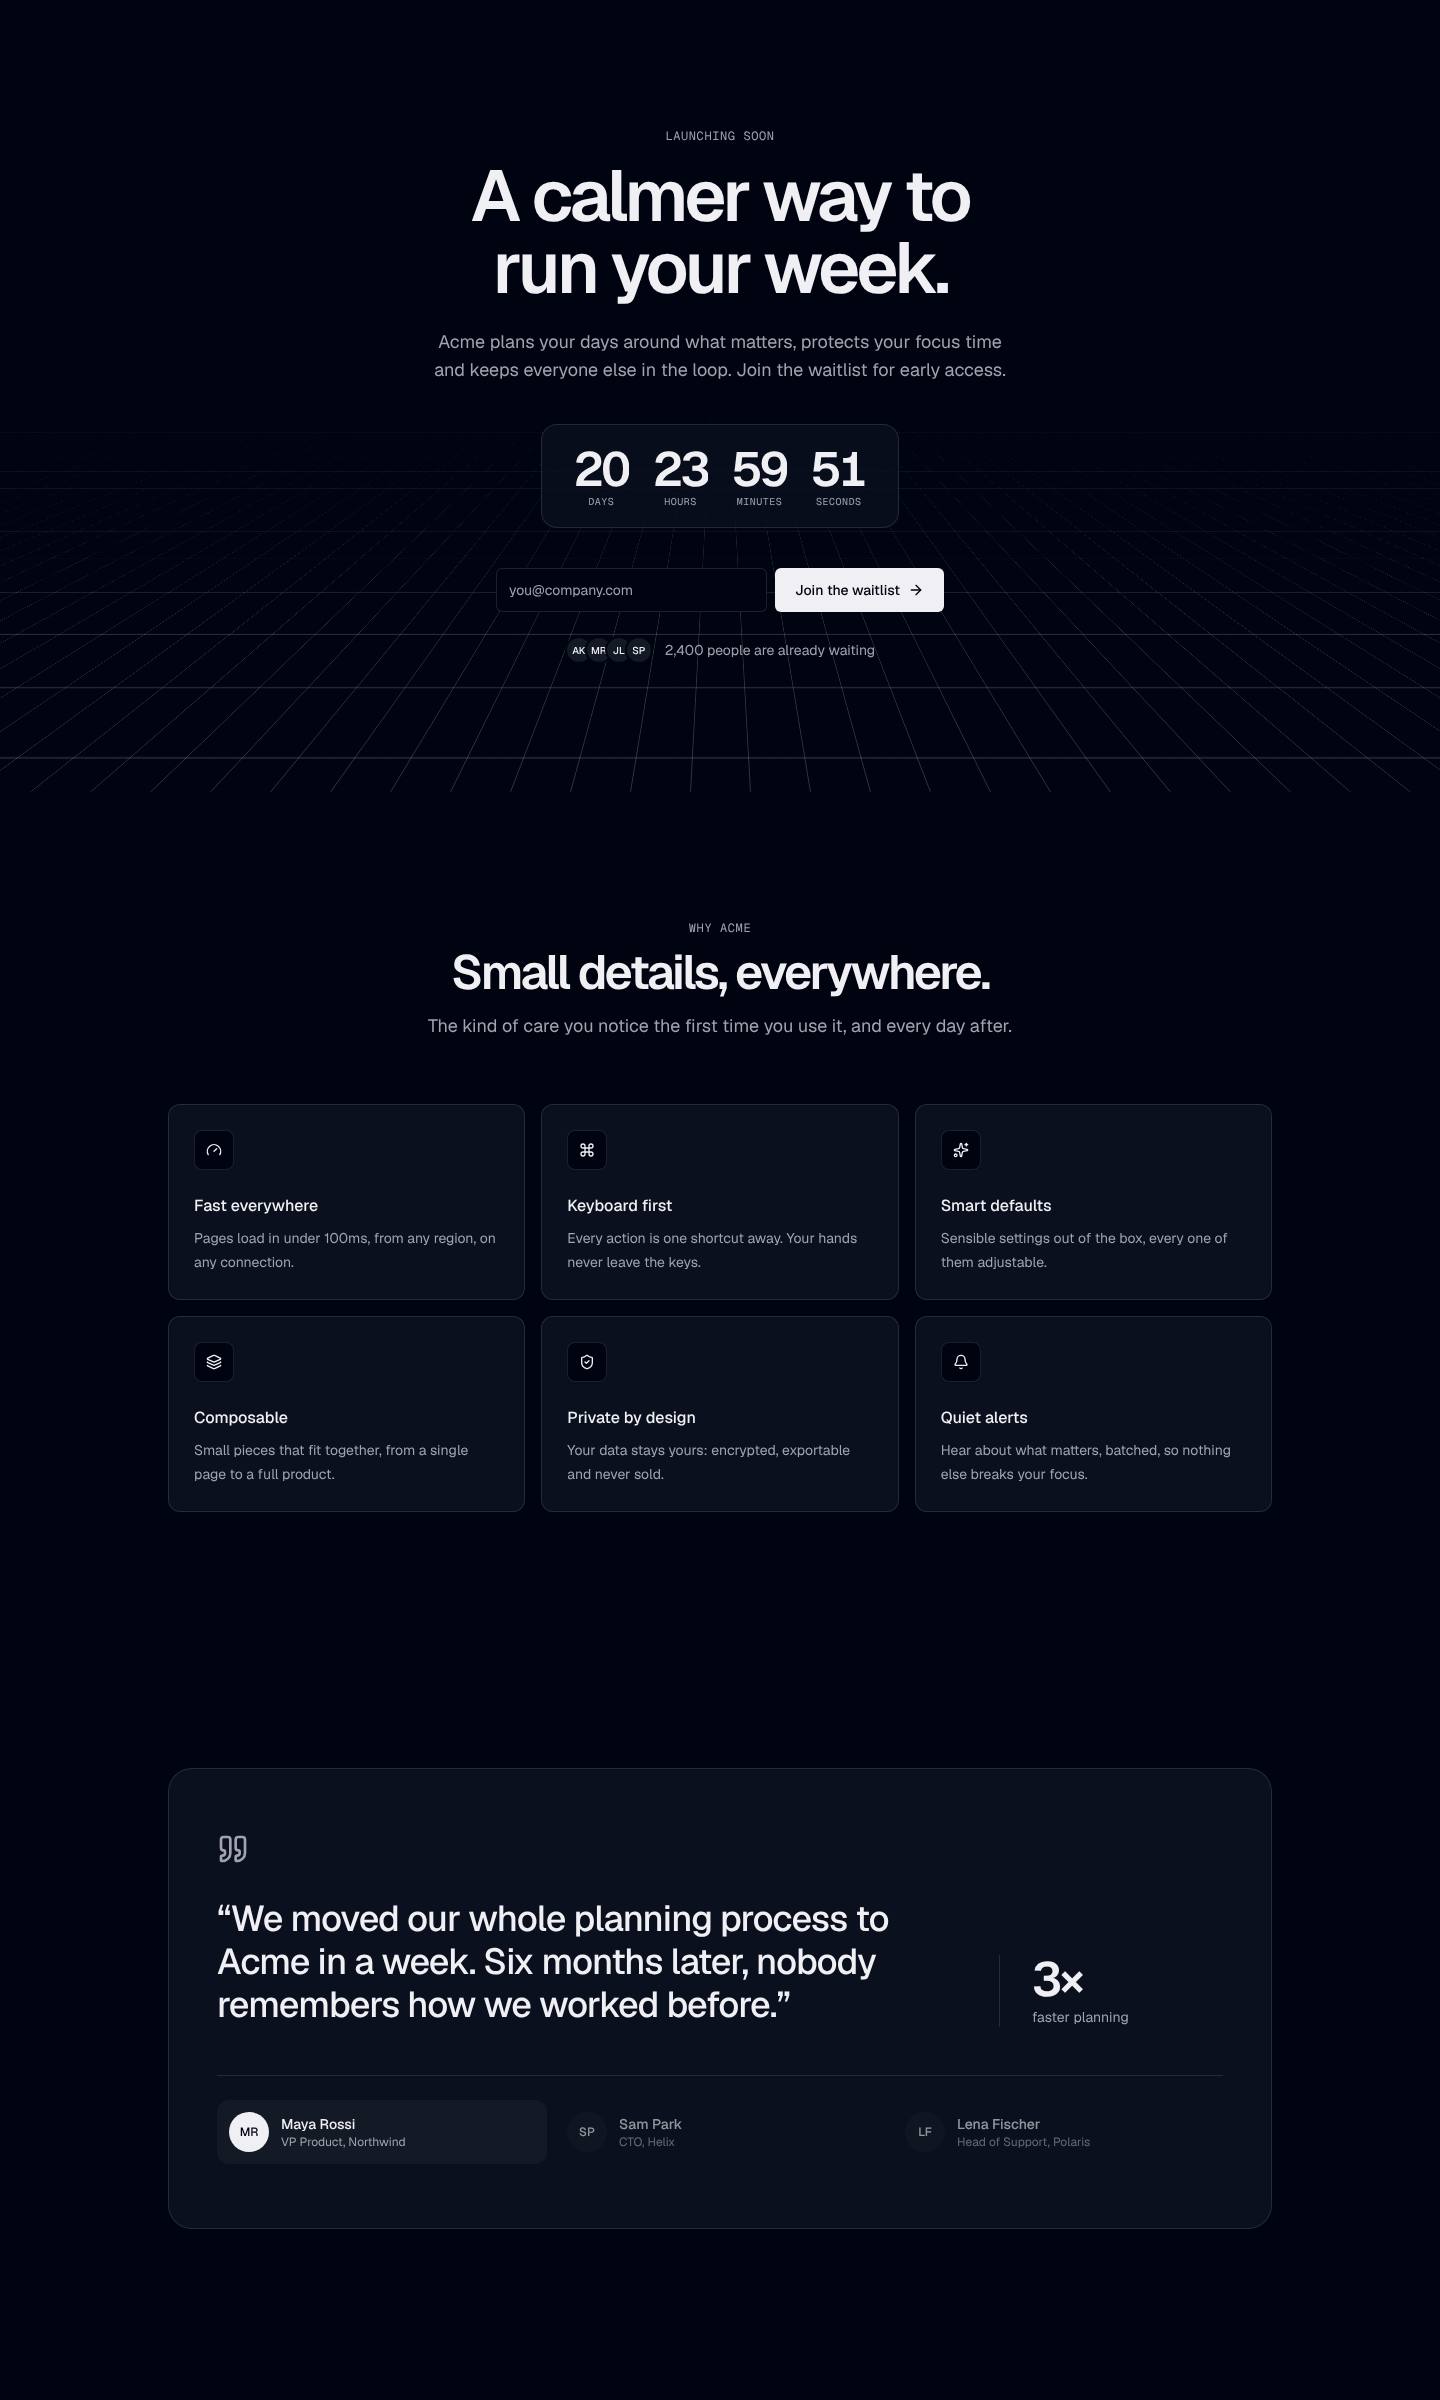 LAUNCHING SOON
A calmer way to
run your week.
Acme plans your days around what matters, protects your focus time
and keeps everyone else in the loop. Join the waitlist for early access.
20 23 59 51
DAYS HOURS MINUTES SECONDS
you@company.com
Join the waitlist
AK MR JL SP 2,400 people are already waiting
WHY ACME
Small details, everywhere.
The kind of care you notice the first time you use it, and every day after.
Fast everywhere
Pages load in under 100ms, from any region, on
any connection.
Keyboard first
Every action is one shortcut away. Your hands
never leave the keys.
Smart defaults
Sensible settings out of the box, every one of
them adjustable.
Composable
Small pieces that fit together, from a single
page to a full product.
Private by design
Your data stays yours: encrypted, exportable
and never sold.
Quiet alerts
Hear about what matters, batched, so nothing
else breaks your focus.
“We moved our whole planning process to
Acme in a week. Six months later, nobody
remembers how we worked before.”
3×
faster planning
MR
Maya Rossi
VP Product, Northwind
SP
Sam Park
CTO, Helix
LF
Lena Fischer
Head of Support, Polaris